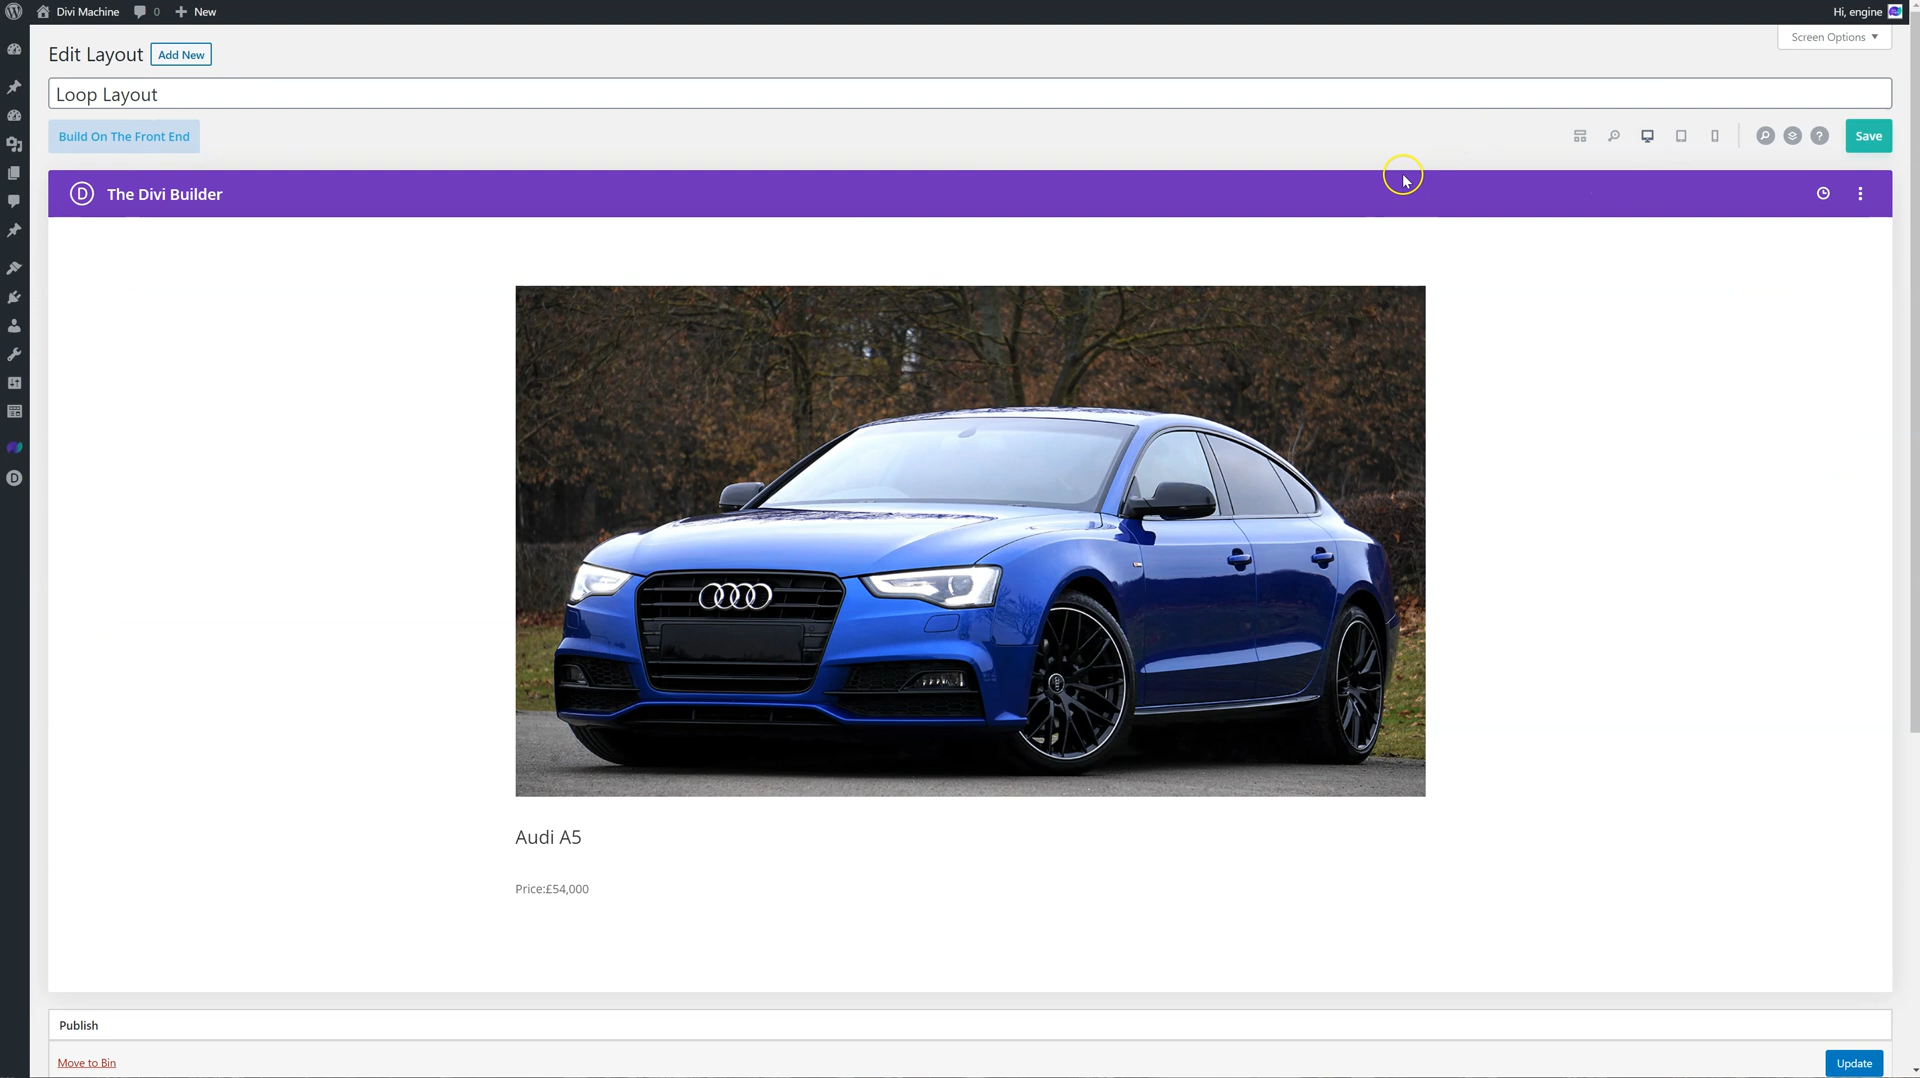 Divi Machine 0 New Hi, engine
Screen Options
Edit Layout Add New
Loop Layout
Build On The Front End Save
D The Divi Builder
Audi A5
Price:£54,000
Publish
Move to Bin Update